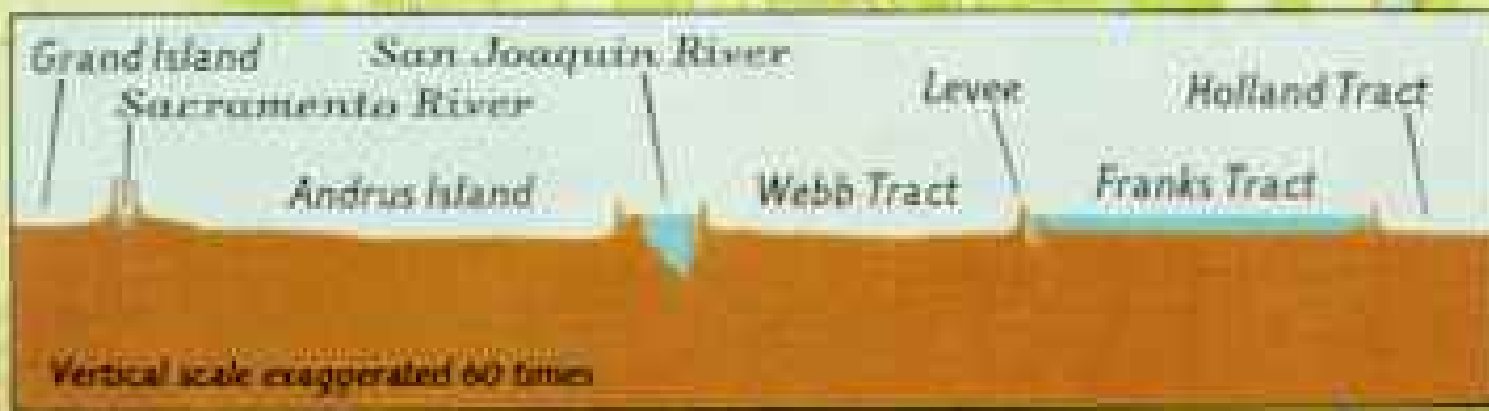 Grand Island
San Joaquin River
Sacramento River
Levee
Holland Tract
Andrus Island
Webb Tract
Franks Tract
Vertical scale exaggerated 60 times